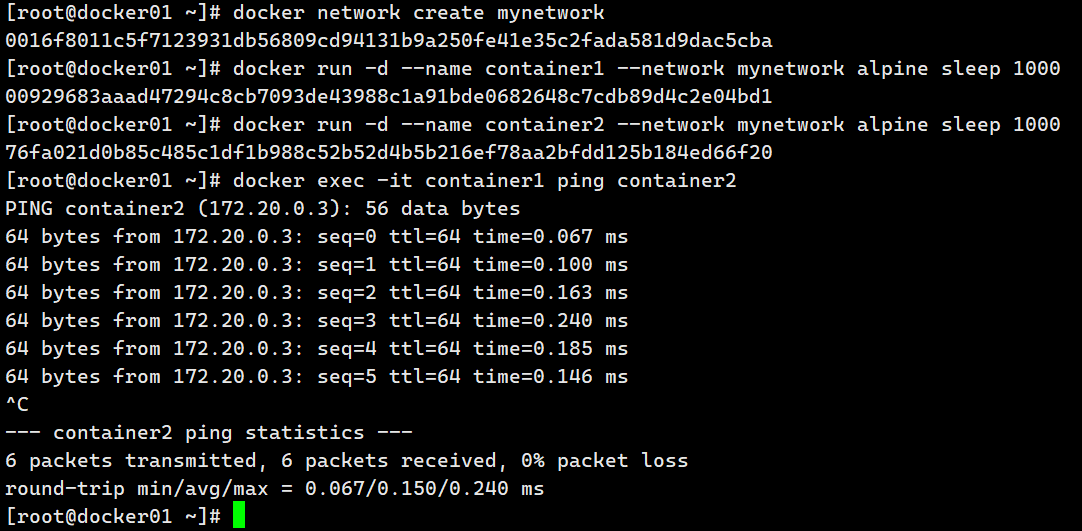 [root@docker01 ~]# docker network create mynetwork
0016f8011c5f7123931db56809cd94131b9a250fe41e35c2fada581d9dac5cba
[root@docker01 ~]# docker run -d --name container1 --network mynetwork alpine sleep 1000
00929683aaad47294c8cb7093de43988c1a91bde0682648c7cdb89d4c2e04bd1
[root@docker01 ~]# docker run -d --name container2 --network mynetwork alpine sleep 1000
76fa021d0b85c485c1df1b988c52b52d4b5b216ef78aa2bfdd125b184ed66f20
[root@docker01 ~]# docker exec -it container1 ping container2
PING container2 (172.20.0.3): 56 data bytes
64 bytes from 172.20.0.3: seq=0 ttl=64 time=0.067 ms
64 bytes from 172.20.0.3: seq=1 ttl=64 time=0.100 ms
64 bytes from 172.20.0.3: seq=2 ttl=64 time=0.163 ms
64 bytes from 172.20.0.3: seq=3 ttl=64 time=0.240 ms
64 bytes from 172.20.0.3: seq=4 ttl=64 time=0.185 ms
64 bytes from 172.20.0.3: seq=5 ttl=64 time=0.146 ms
^C
--- container2 ping statistics ---
6 packets transmitted, 6 packets received, 0% packet loss
round-trip min/avg/max = 0.067/0.150/0.240 ms
[root@docker01 ~]#